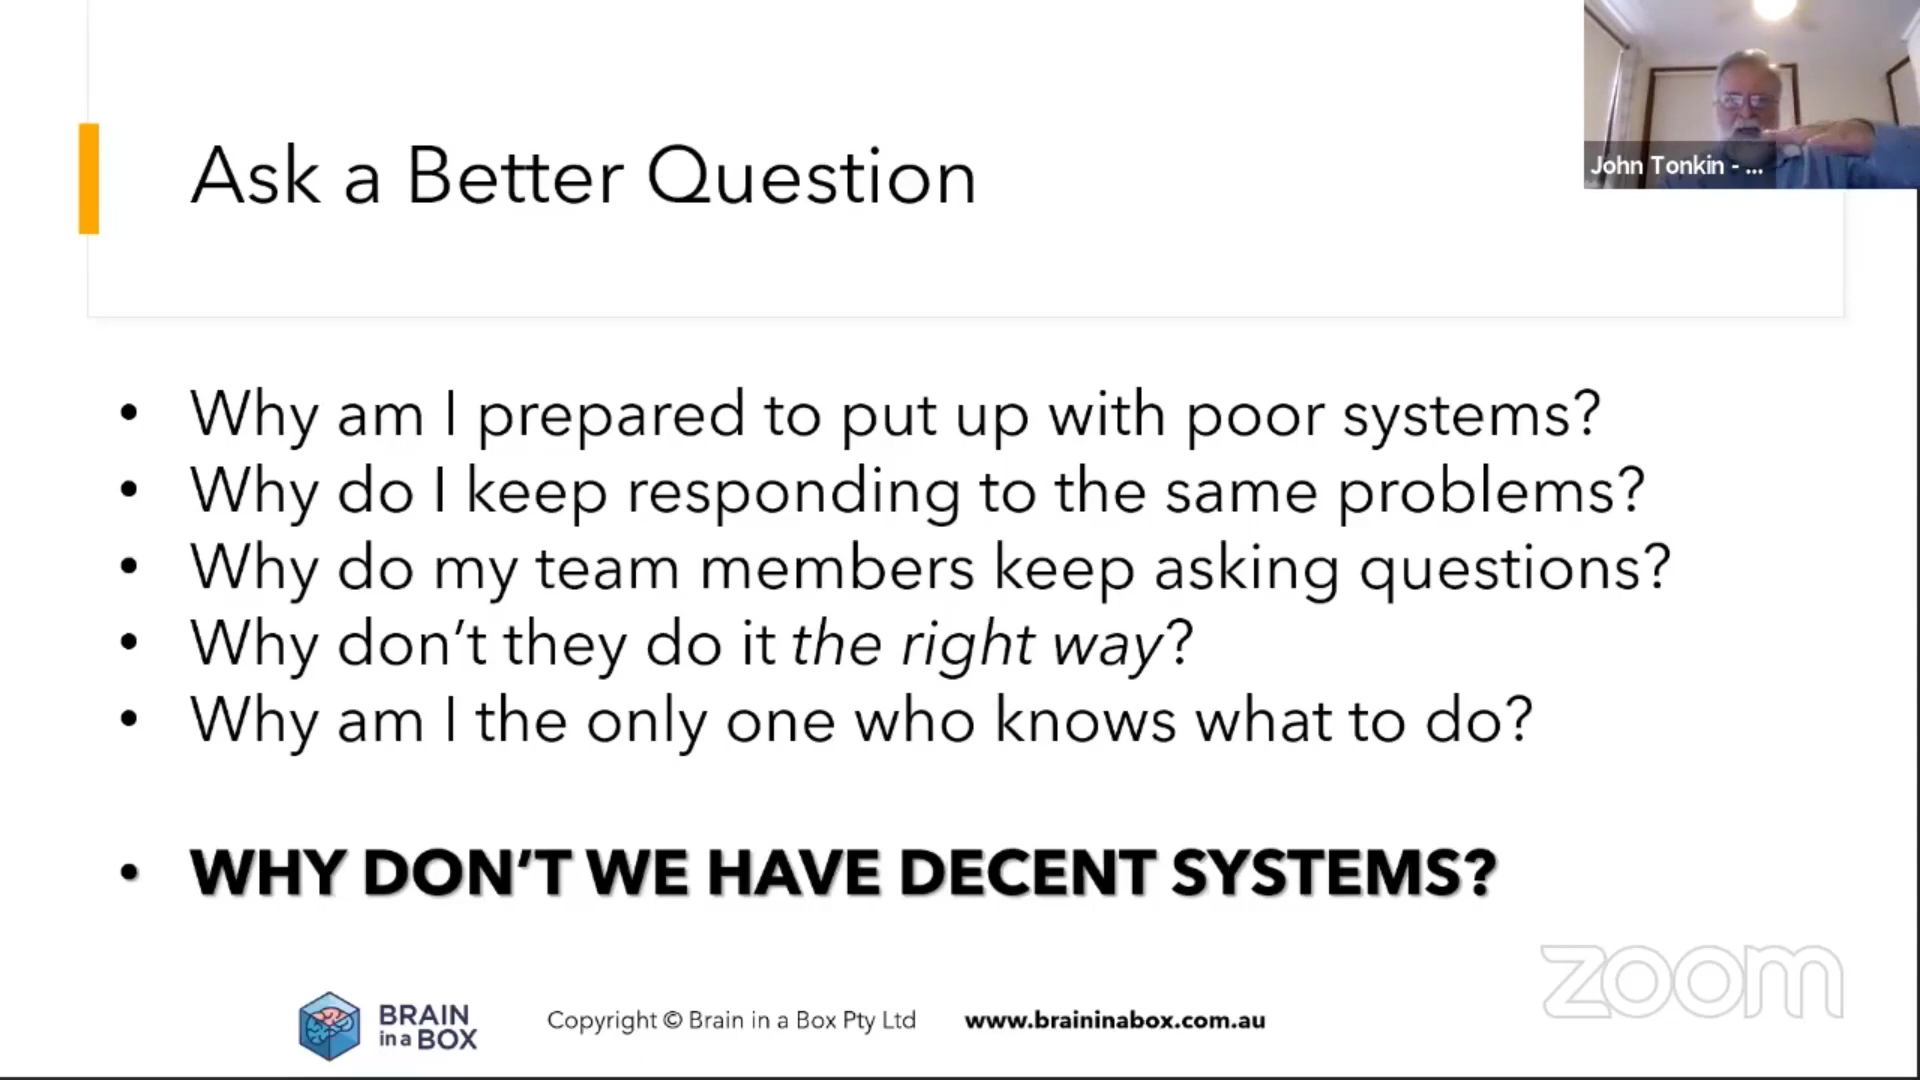 John Tonkin - ...
Ask a Better Question
• Why am I prepared to put up with poor systems?
• Why do I keep responding to the same problems?
• Why do my team members keep asking questions?
• Why don’t they do it the right way?
• Why am I the only one who knows what to do?
• WHY DON’T WE HAVE DECENT SYSTEMS?
zoom
BRAIN
in a BOX
Copyright © Brain in a Box Pty Ltd
www.braininabox.com.au